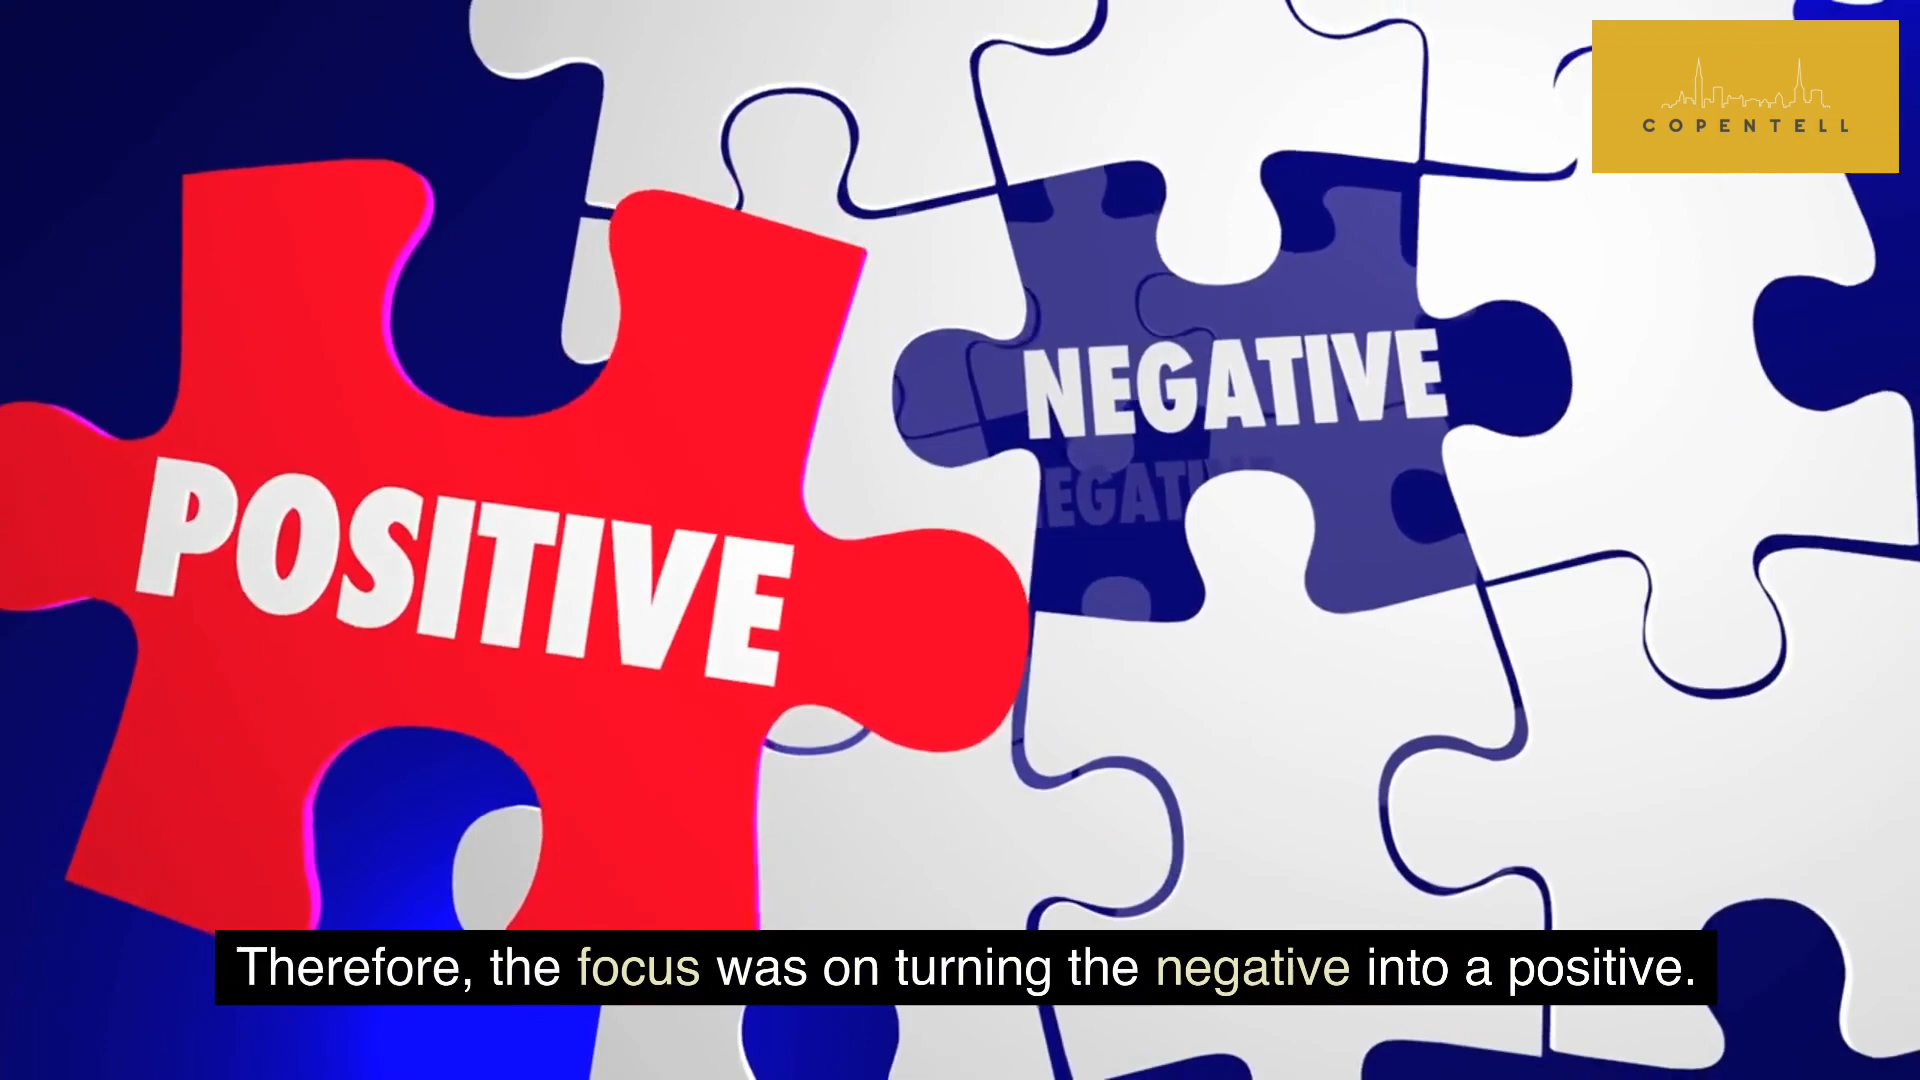 COPENTELL
NEGATIVE
POSITIVE
Therefore, the focus was on turning the negative into a positive.